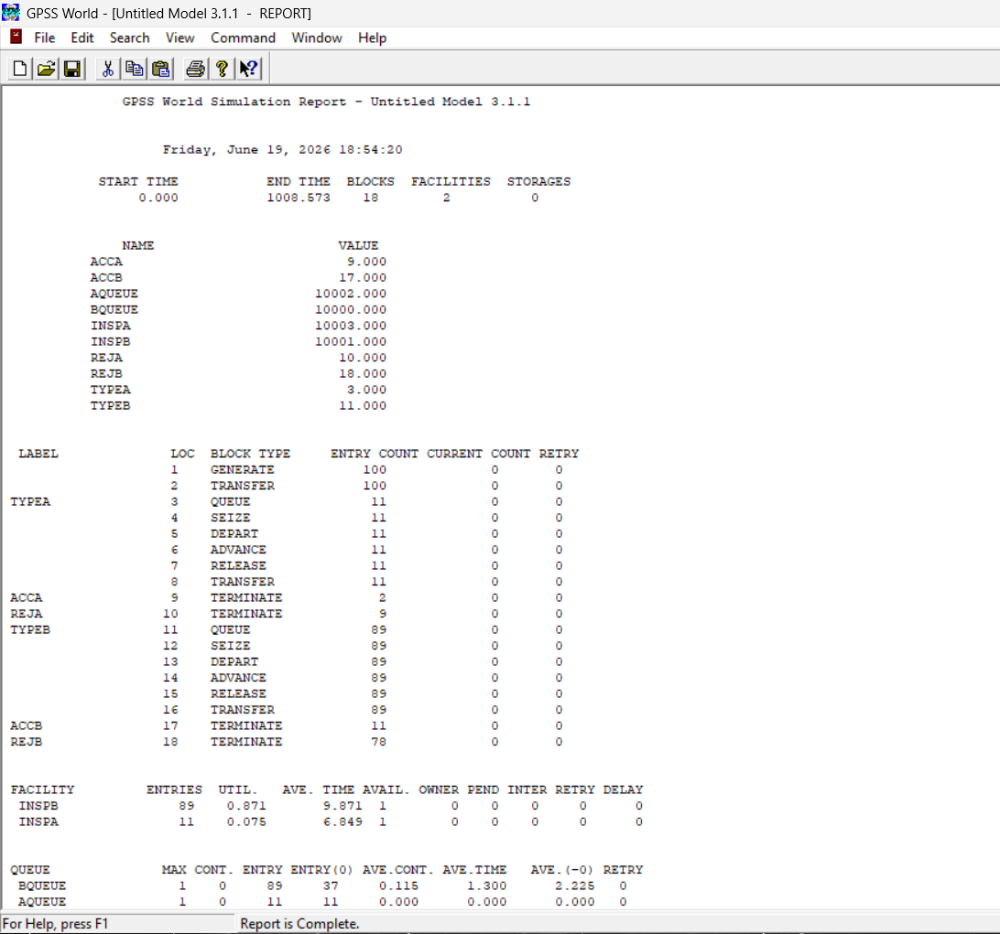 GPSS World - [Untitled Model 3.1.1 - REPORT]
File Edit Search View Command Window Help
GPSS World Simulation Report - Untitled Model 3.1.1
Friday, June 19, 2026 18:54:20
START TIME END TIME BLOCKS FACILITIES STORAGES
0.000 1008.573 18 2 0
NAME VALUE
ACCA 9.000
ACCB 17.000
AQUEUE 10002.000
BQUEUE 10000.000
INSPA 10003.000
INSPB 10001.000
REJA 10.000
REJB 18.000
TYPEA 3.000
TYPEB 11.000
LABEL LOC BLOCK TYPE ENTRY COUNT CURRENT COUNT RETRY
1 GENERATE 100 0 0
2 TRANSFER 100 0 0
TYPEA 3 QUEUE 11 0 0
4 SEIZE 11 0 0
5 DEPART 11 0 0
6 ADVANCE 11 0 0
7 RELEASE 11 0 0
8 TRANSFER 11 0 0
ACCA 9 TERMINATE 2 0 0
REJA 10 TERMINATE 9 0 0
TYPEB 11 QUEUE 89 0 0
12 SEIZE 89 0 0
13 DEPART 89 0 0
14 ADVANCE 89 0 0
15 RELEASE 89 0 0
16 TRANSFER 89 0 0
ACCB 17 TERMINATE 11 0 0
REJB 18 TERMINATE 78 0 0
FACILITY ENTRIES UTIL. AVE. TIME AVAIL. OWNER PEND INTER RETRY DELAY
INSPB 89 0.871 9.871 1 0 0 0 0 0
INSPA 11 0.075 6.849 1 0 0 0 0 0
QUEUE MAX CONT. ENTRY ENTRY(0) AVE.CONT. AVE.TIME AVE.(-0) RETRY
BQUEUE 1 0 89 37 0.115 1.300 2.225 0
AQUEUE 1 0 11 11 0.000 0.000 0.000 0
For Help, press F1 Report is Complete.